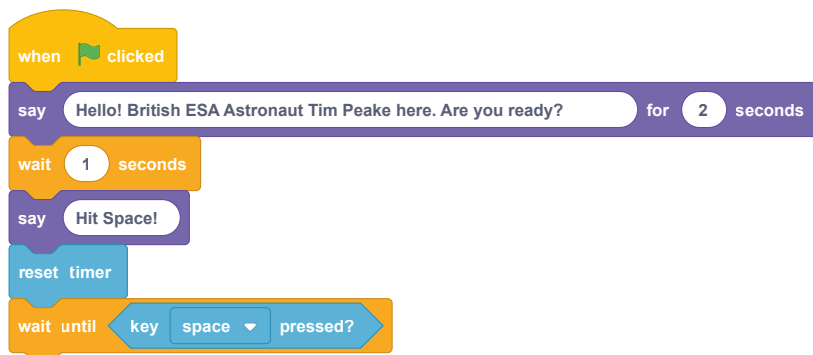 when clicked
say Hello! British ESA Astronaut Tim Peake here. Are you ready? for 2 seconds
wait 1 seconds
say Hit Space!
reset timer
wait until key space pressed?